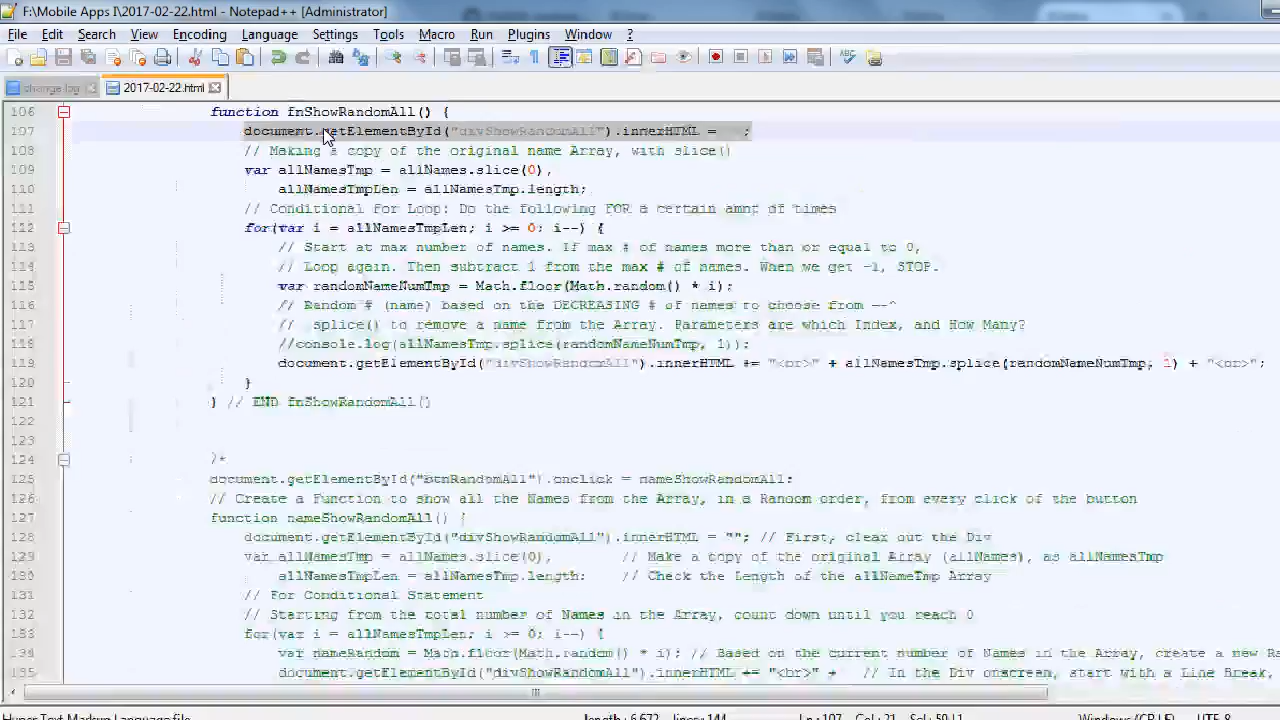 F:\Mobile Apps I\2017-02-22.html - Notepad++ [Administrator]
File Edit Search View Encoding Language Settings Tools Macro Run Plugins Window ?
change log 2017-02-22.html
106 function fnShowRandomAll() {
107 document.getElementById("divShowRandomAll").innerHTML = ;
108 // Making a copy of the original name Array, with slice()
109 var allNamesTmp = allNames.slice(0),
110 allNamesTmpLen = allNamesTmp.length;
111 // Conditional for Loop: Do the following FOR a certain amnt of times
112 for(var i = allNamesTmpLen; i >= 0; i--) {
113 // Start at max number of names. If max # of names more than or equal to 0,
114 // Loop again. Then subtract 1 from the max # of names. When we get -1, STOP.
115 var randomNameNumTmp = Math.floor(Math.random() * i);
116 // Random # (name) based on the DECREASING # of names to choose from --^
117 // .splice() to remove a name from the Array. Parameters are which Index, and How Many?
118 //console.log(allNamesTmp.splice(randomNameNumTmp, 1));
119 document.getElementById("divShowRandomAll").innerHTML += "<br>" + allNamesTmp.splice(randomNameNumTmp, 1) + "<br>";
120 }
121 } // END fnShowRandomAll()
122
123
124 /*
125 document.getElementById("btnRandomAll").onclick = nameShowRandomAll;
126 // Create a Function to show all the Names from the Array, in a Random order, from every click of the button
127 function nameShowRandomAll() {
128 document.getElementById("divShowRandomAll").innerHTML = ""; // First, clear out the Div
129 var allNamesTmp = allNames.slice(0), // Make a copy of the original Array (allNames), as allNamesTmp
130 allNamesTmpLen = allNamesTmp.length; // Check the Length of the allNameTmp Array
131 // For Conditional Statement
132 // Starting from the total number of Names in the Array, count down until you reach 0
133 for(var i = allNamesTmpLen; i >= 0; i--) {
134 var nameRandom = Math.floor(Math.random() * i); // Based on the current number of Names in the Array, create a new Ra
135 document.getElementById("divShowRandomAll").innerHTML += "<br>" + // In the Div onscreen, start with a Line Break,
Hyper Text Markup Language file length : 6,672 lines : 144 Ln : 107 Col : 21 Sel : 59 | 1 Windows (CR LF) UTF-8